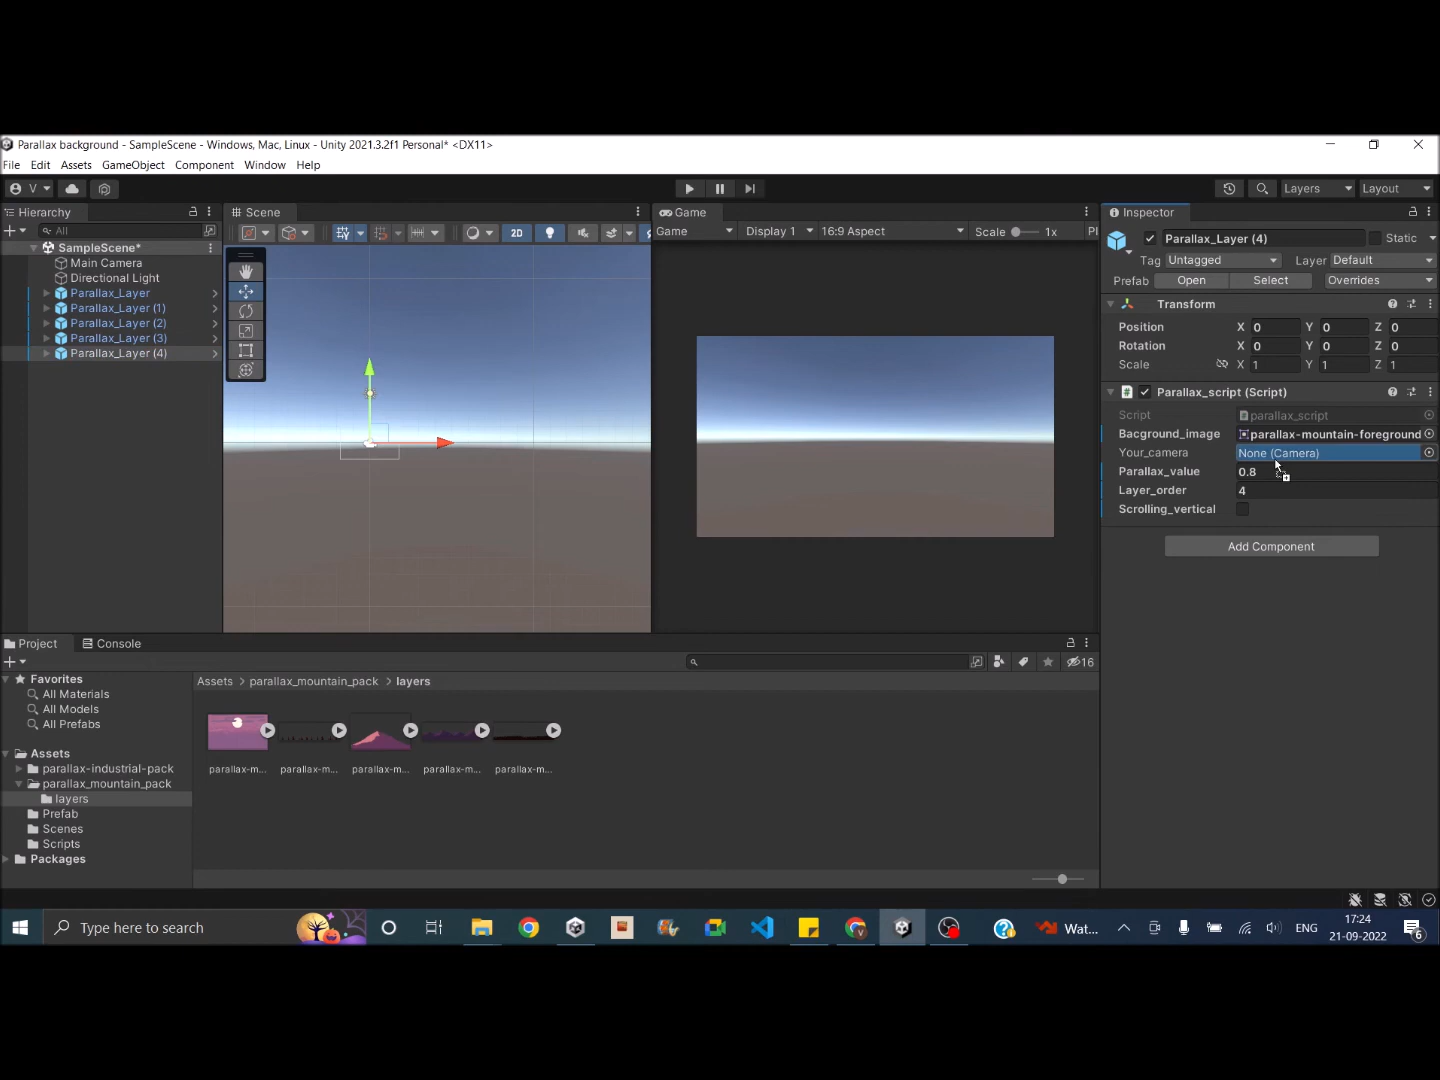 Parallax background - SampleScene - Windows, Mac, Linux - Unity 2021.3.2f1 Personal* <DX11>
File Edit Assets GameObject Component Window Help
V
Layers Layout
Hierarchy
All
SampleScene*
Main Camera
Directional Light
Parallax_Layer
Parallax_Layer (1)
Parallax_Layer (2)
Parallax_Layer (3)
Parallax_Layer (4)
Scene
2D
Game
Game Display 1 16:9 Aspect Scale 1x Pl
Inspector
Parallax_Layer (4) Static
Tag Untagged Layer Default
Prefab Open Select Overrides
Transform
Position X 0 Y 0 Z 0
Rotation X 0 Y 0 Z 0
Scale X 1 Y 1 Z 1
Parallax_script (Script)
Script parallax_script
Bacground_image parallax-mountain-foreground
Your_camera None (Camera)
Parallax_value 0.8
Layer_order 4
Scrolling_vertical
Add Component
Project Console
16
Favorites
All Materials
All Models
All Prefabs
Assets
parallax-industrial-pack
parallax_mountain_pack
layers
Prefab
Scenes
Scripts
Packages
Assets > parallax_mountain_pack > layers
parallax-m... parallax-m... parallax-m... parallax-m... parallax-m...
Type here to search
V
Wat...
ENG
17:24
21-09-2022
6